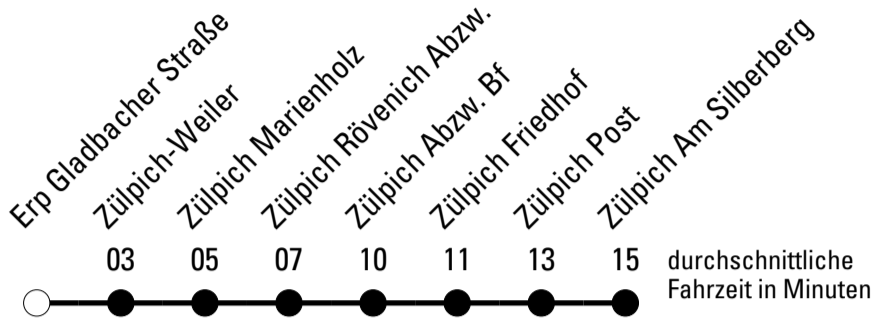 Erp Gladbacher Straße
Zülpich-Weiler
Zülpich Marienholz
Zülpich Rövenich Abzw.
Zülpich Abzw. Bf
Zülpich Friedhof
Zülpich Post
Zülpich Am Silberberg
03 05 07 10 11 13 15
durchschnittliche
Fahrzeit in Minuten